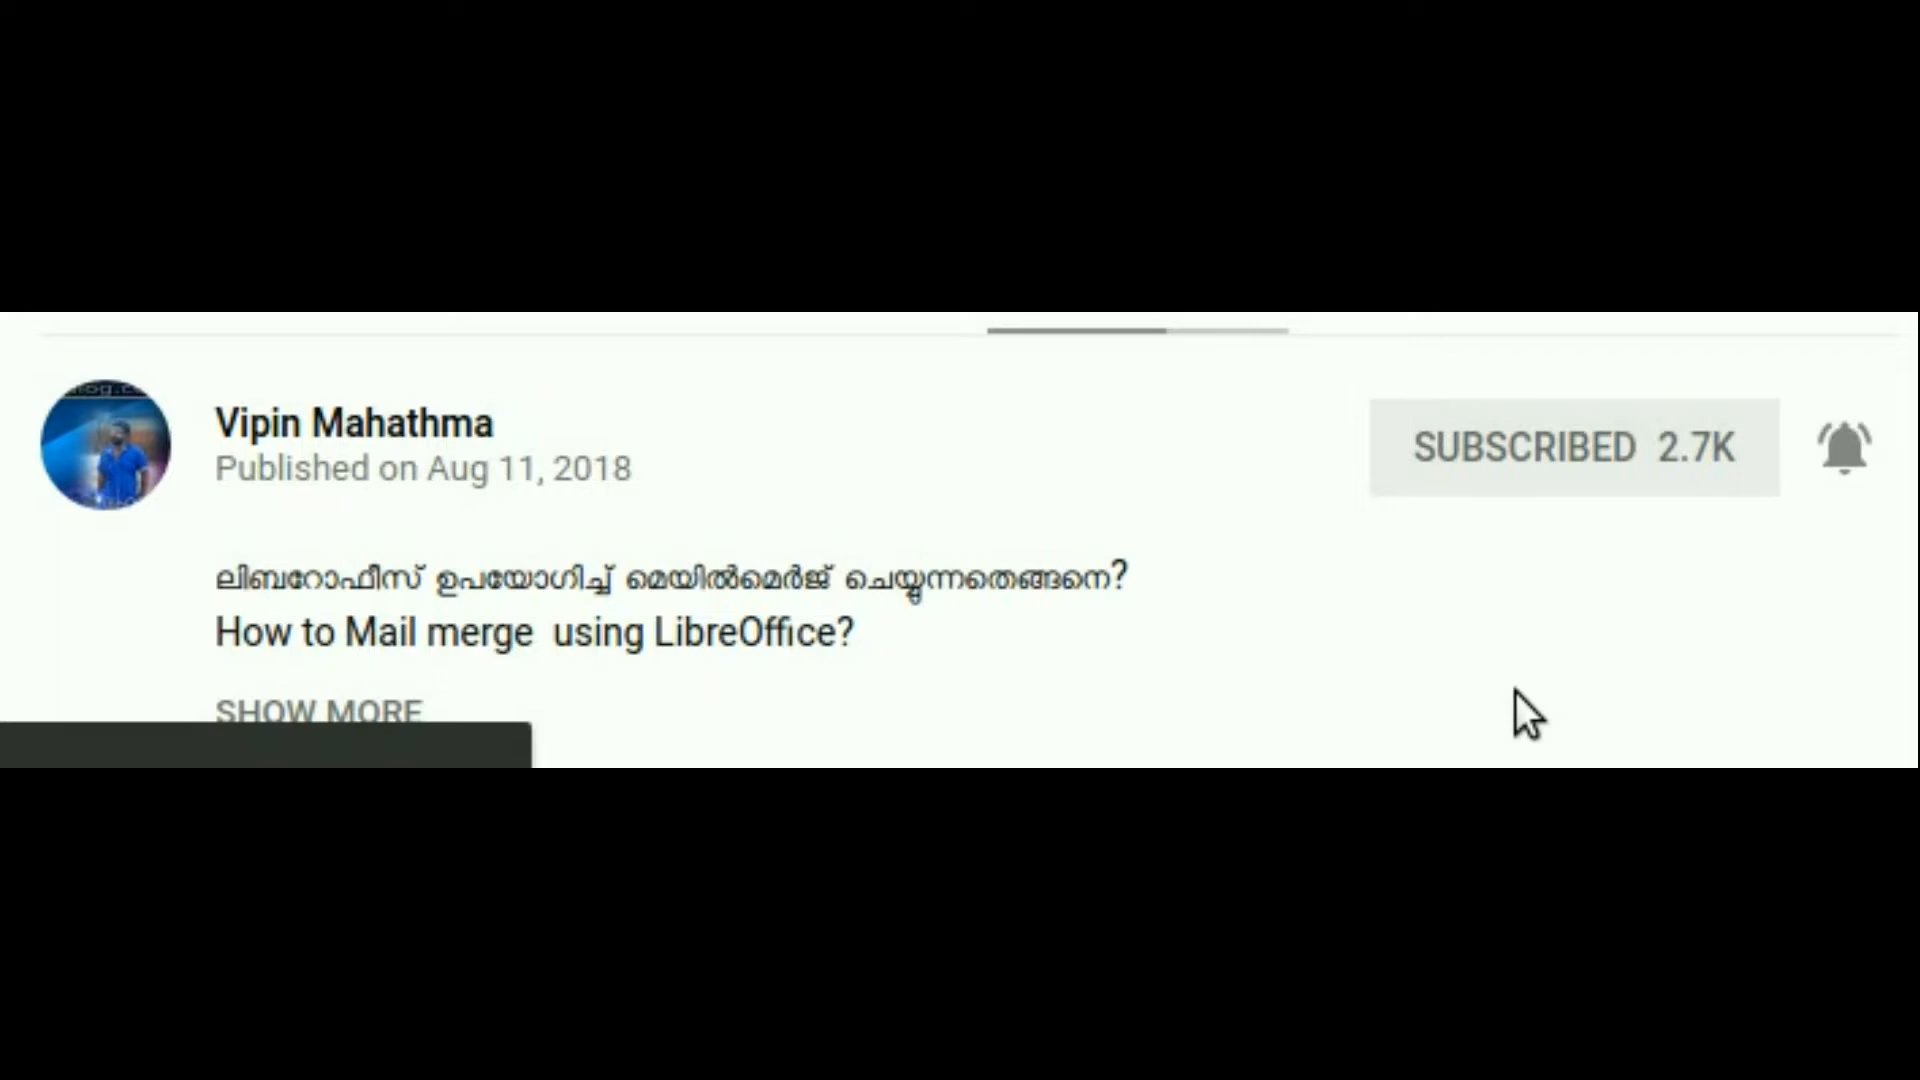 Vipin Mahathma
Published on Aug 11, 2018
SUBSCRIBED 2.7K
ലിബറോഫീസ് ഉപയോഗിച്ച് മെയിൽമെർജ് ചെയ്യുന്നതെങ്ങനെ?
How to Mail merge  using LibreOffice?
SHOW MORE